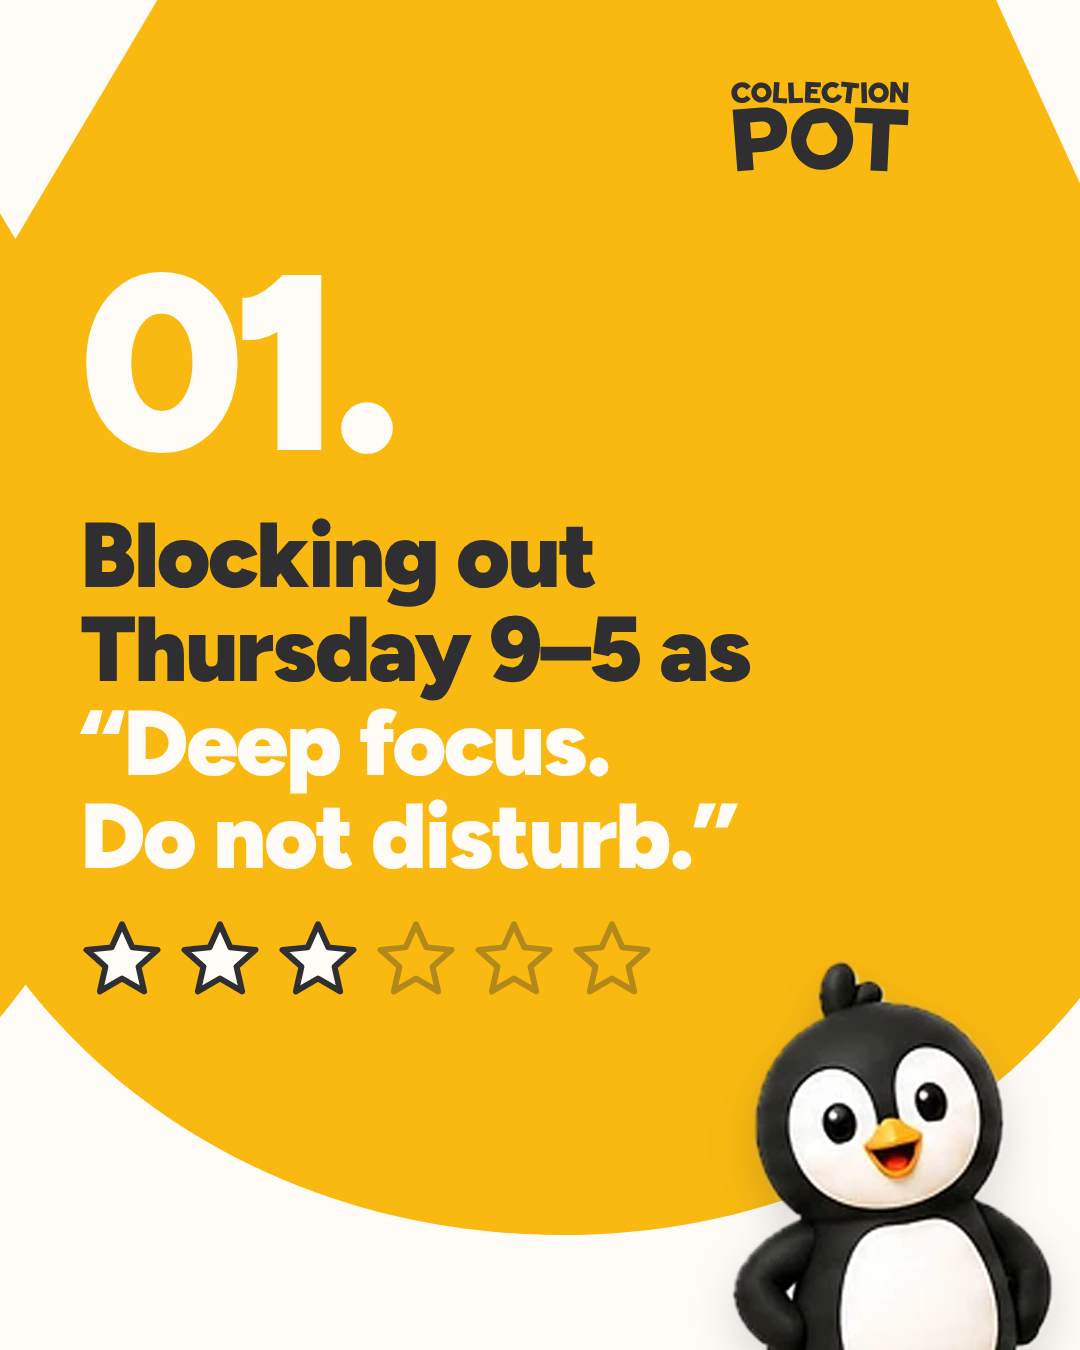 COLLECTION
POT
01.
Blocking out
Thursday 9–5 as
“Deep focus.
Do not disturb.”